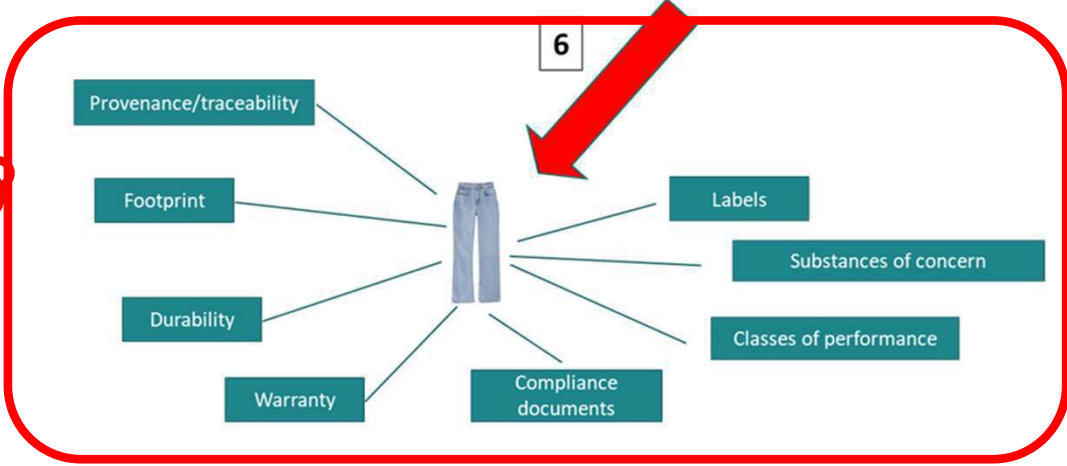 6
Provenance/traceability
Footprint
Durability
Warranty
Compliance
documents
Labels
Substances of concern
Classes of performance